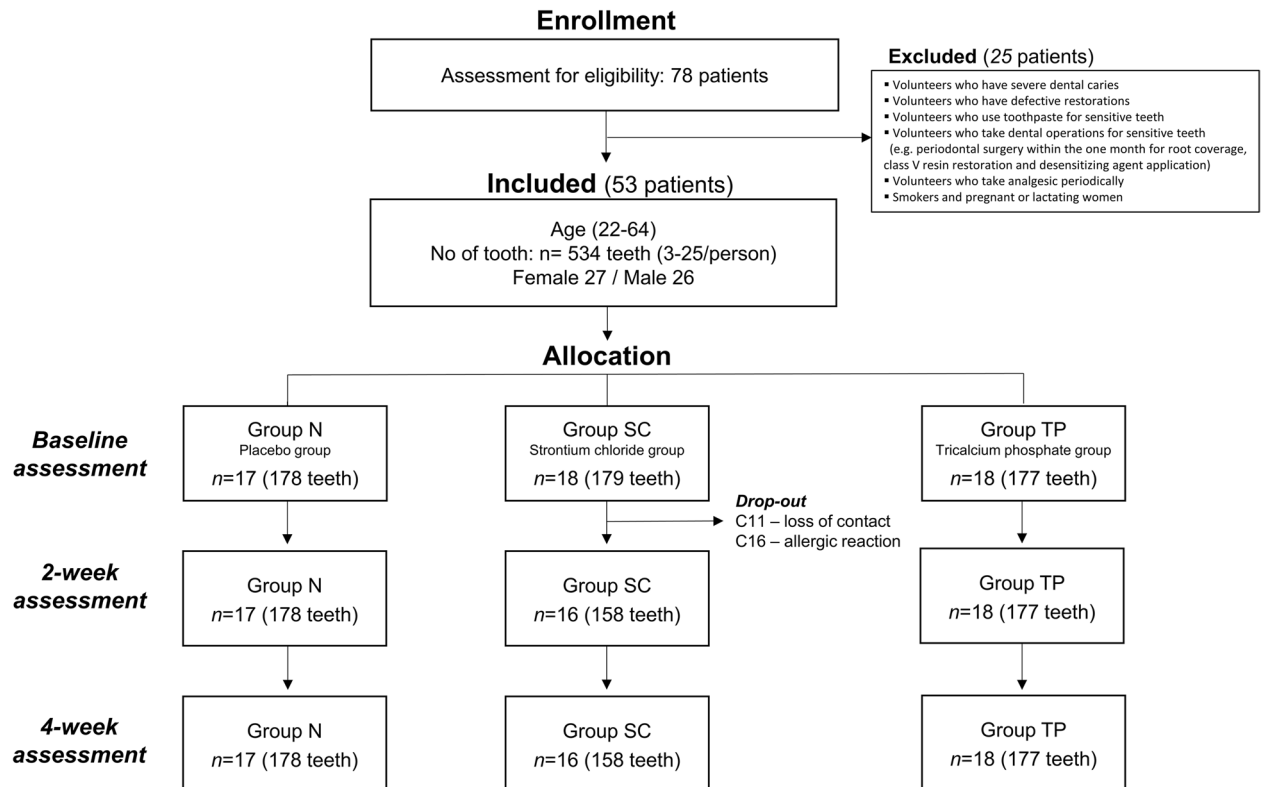 Enrollment
Assessment for eligibility: 78 patients
Excluded (25 patients)
▪ Volunteers who have severe dental caries
▪ Volunteers who have defective restorations
▪ Volunteers who use toothpaste for sensitive teeth
▪ Volunteers who take dental operations for sensitive teeth
(e.g. periodontal surgery within the one month for root coverage,
class V resin restoration and desensitizing agent application)
▪ Volunteers who take analgesic periodically
▪ Smokers and pregnant or lactating women
Included (53 patients)
Age (22-64)
No of tooth: n= 534 teeth (3-25/person)
Female 27 / Male 26
Allocation
Baseline
assessment
Group N
Placebo group
n=17 (178 teeth)
Group SC
Strontium chloride group
n=18 (179 teeth)
Group TP
Tricalcium phosphate group
n=18 (177 teeth)
Drop-out
C11 – loss of contact
C16 – allergic reaction
2-week
assessment
Group N
n=17 (178 teeth)
Group SC
n=16 (158 teeth)
Group TP
n=18 (177 teeth)
4-week
assessment
Group N
n=17 (178 teeth)
Group SC
n=16 (158 teeth)
Group TP
n=18 (177 teeth)